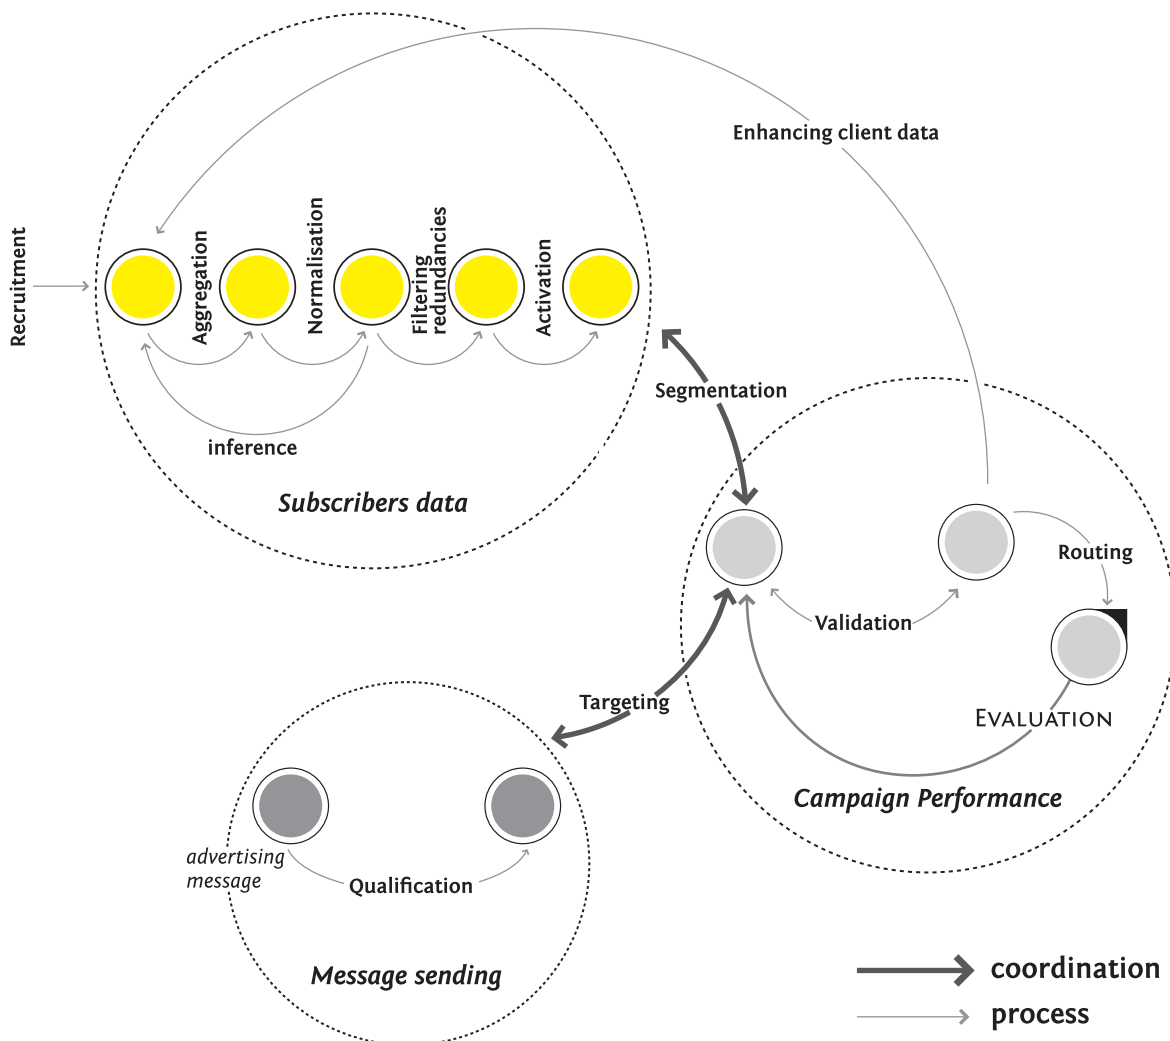 Enhancing client data
Recruitment
Aggregation
Normalisation
Filtering
redundancies
Activation
inference
Subscribers data
Segmentation
Routing
Validation
Targeting
EVALUATION
Campaign Performance
advertising
message
Qualification
Message sending
coordination
process